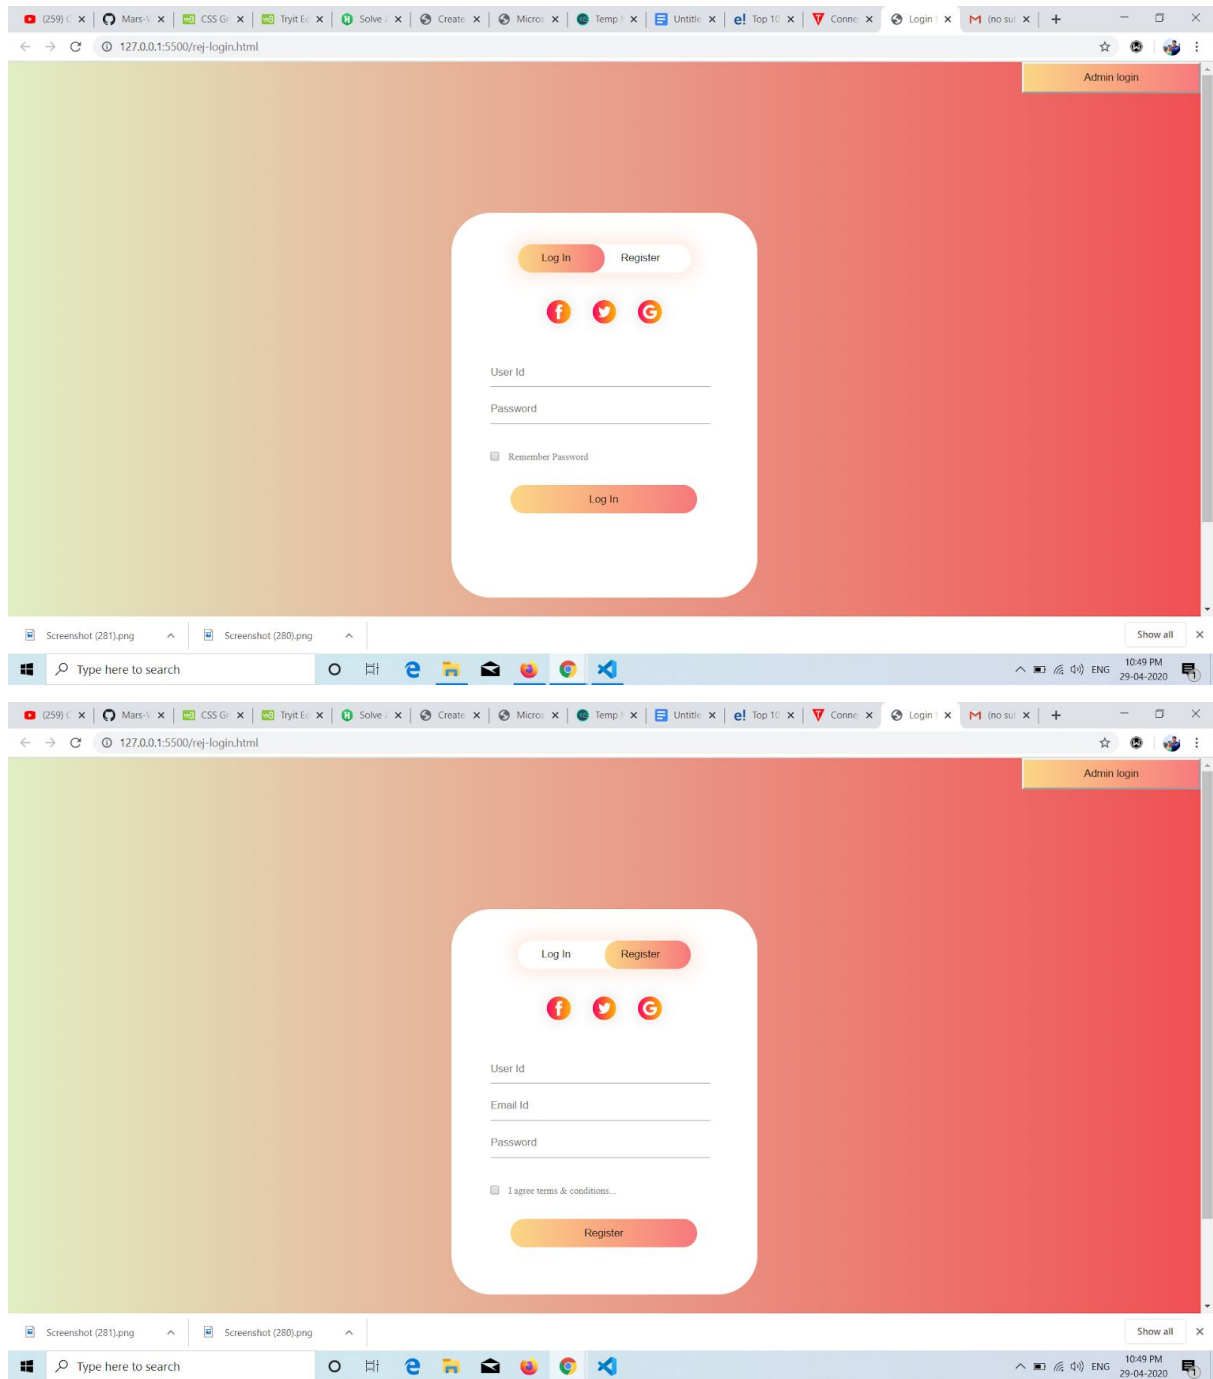 (259) C
Mars-V
CSS Gr
Tryit Ed
Solve A
Create
Micros
Temp f
Untitle
Top 10
Connec
Login
(no sub
127.0.0.1:5500/rej-login.html
Admin login
Log In Register
User Id
Password
Remember Password
Log In
Screenshot (281).png
Screenshot (280).png
Show all
Type here to search
ENG
10:49 PM
29-04-2020
(259) C
Mars-V
CSS Gr
Tryit Ed
Solve A
Create
Micros
Temp f
Untitle
Top 10
Connec
Login
(no sub
127.0.0.1:5500/rej-login.html
Admin login
Log In Register
User Id
Email Id
Password
I agree terms & conditions...
Register
Screenshot (281).png
Screenshot (280).png
Show all
Type here to search
ENG
10:49 PM
29-04-2020